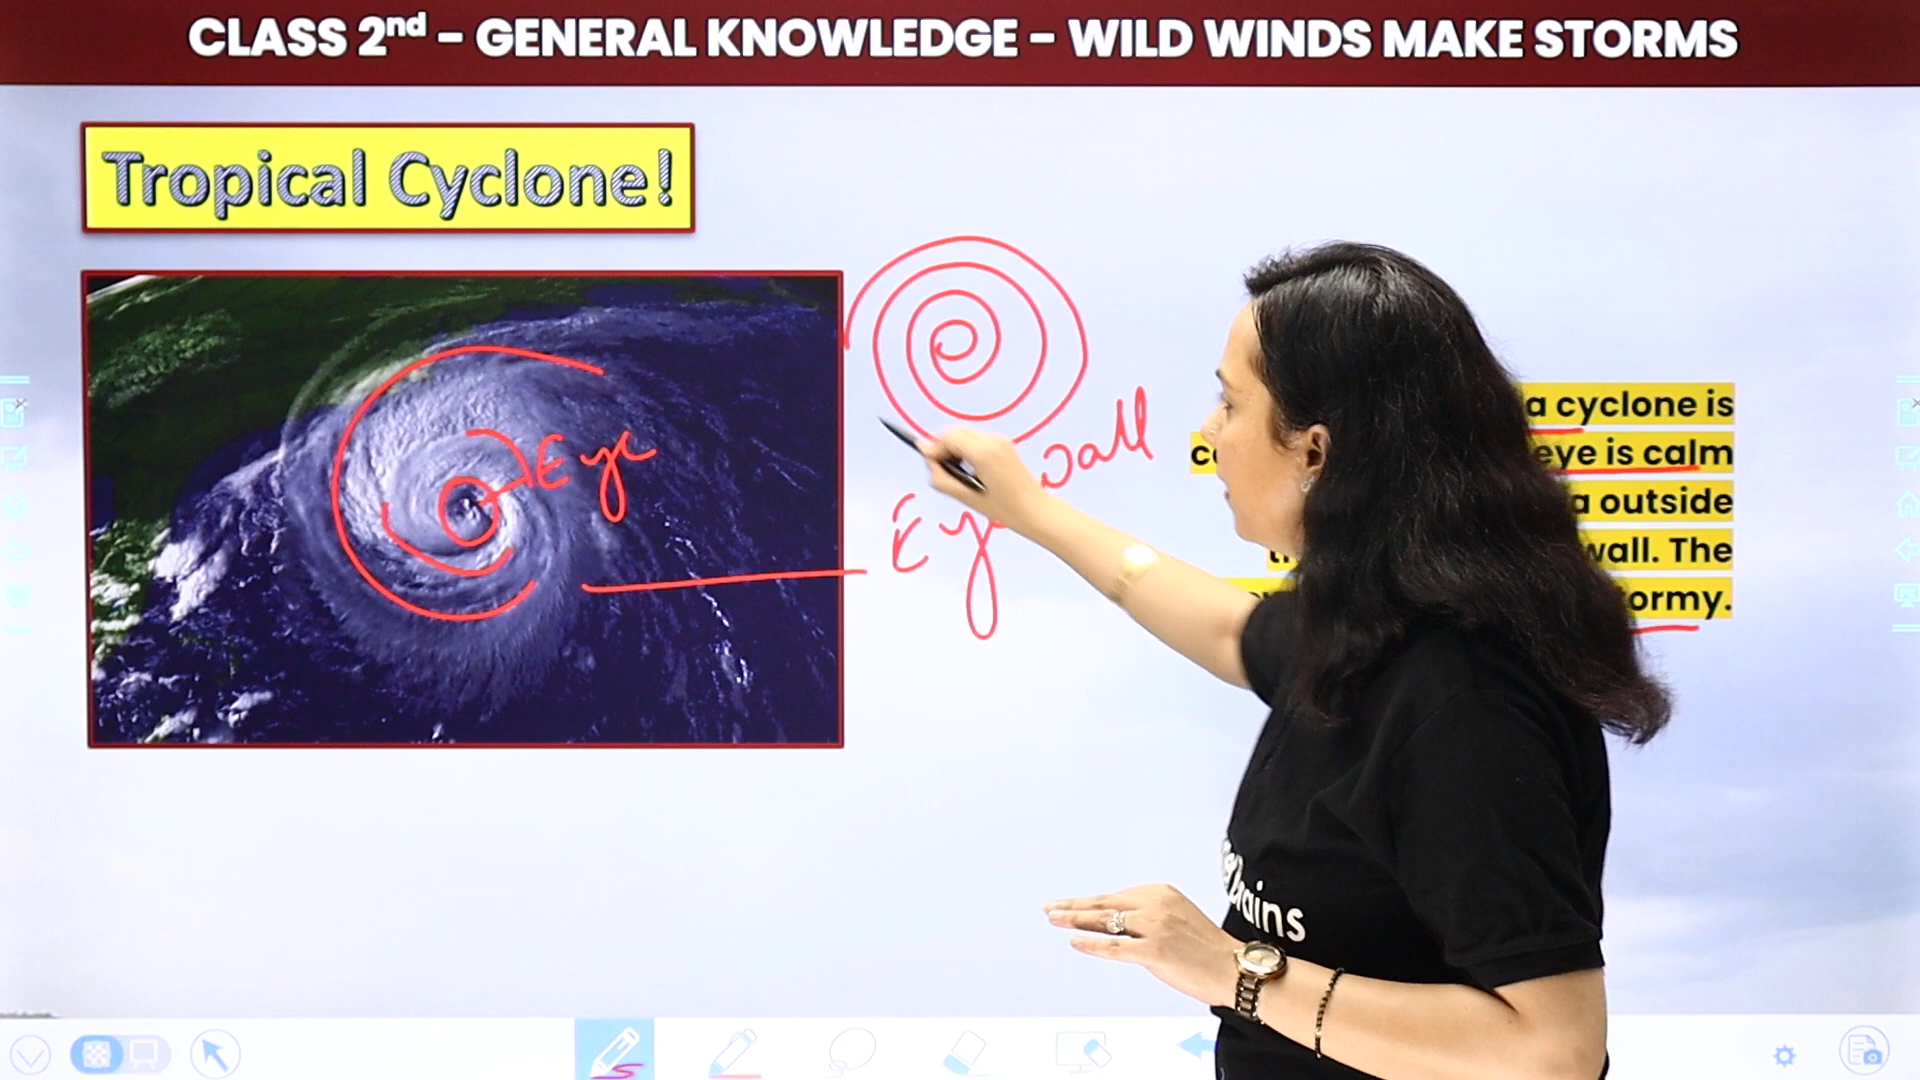 CLASS 2nd - GENERAL KNOWLEDGE - WILD WINDS MAKE STORMS
Tropical Cyclone!
Eye
Eye wall
a cyclone is
eye is calm
a outside
wall. The
ormy.
ains